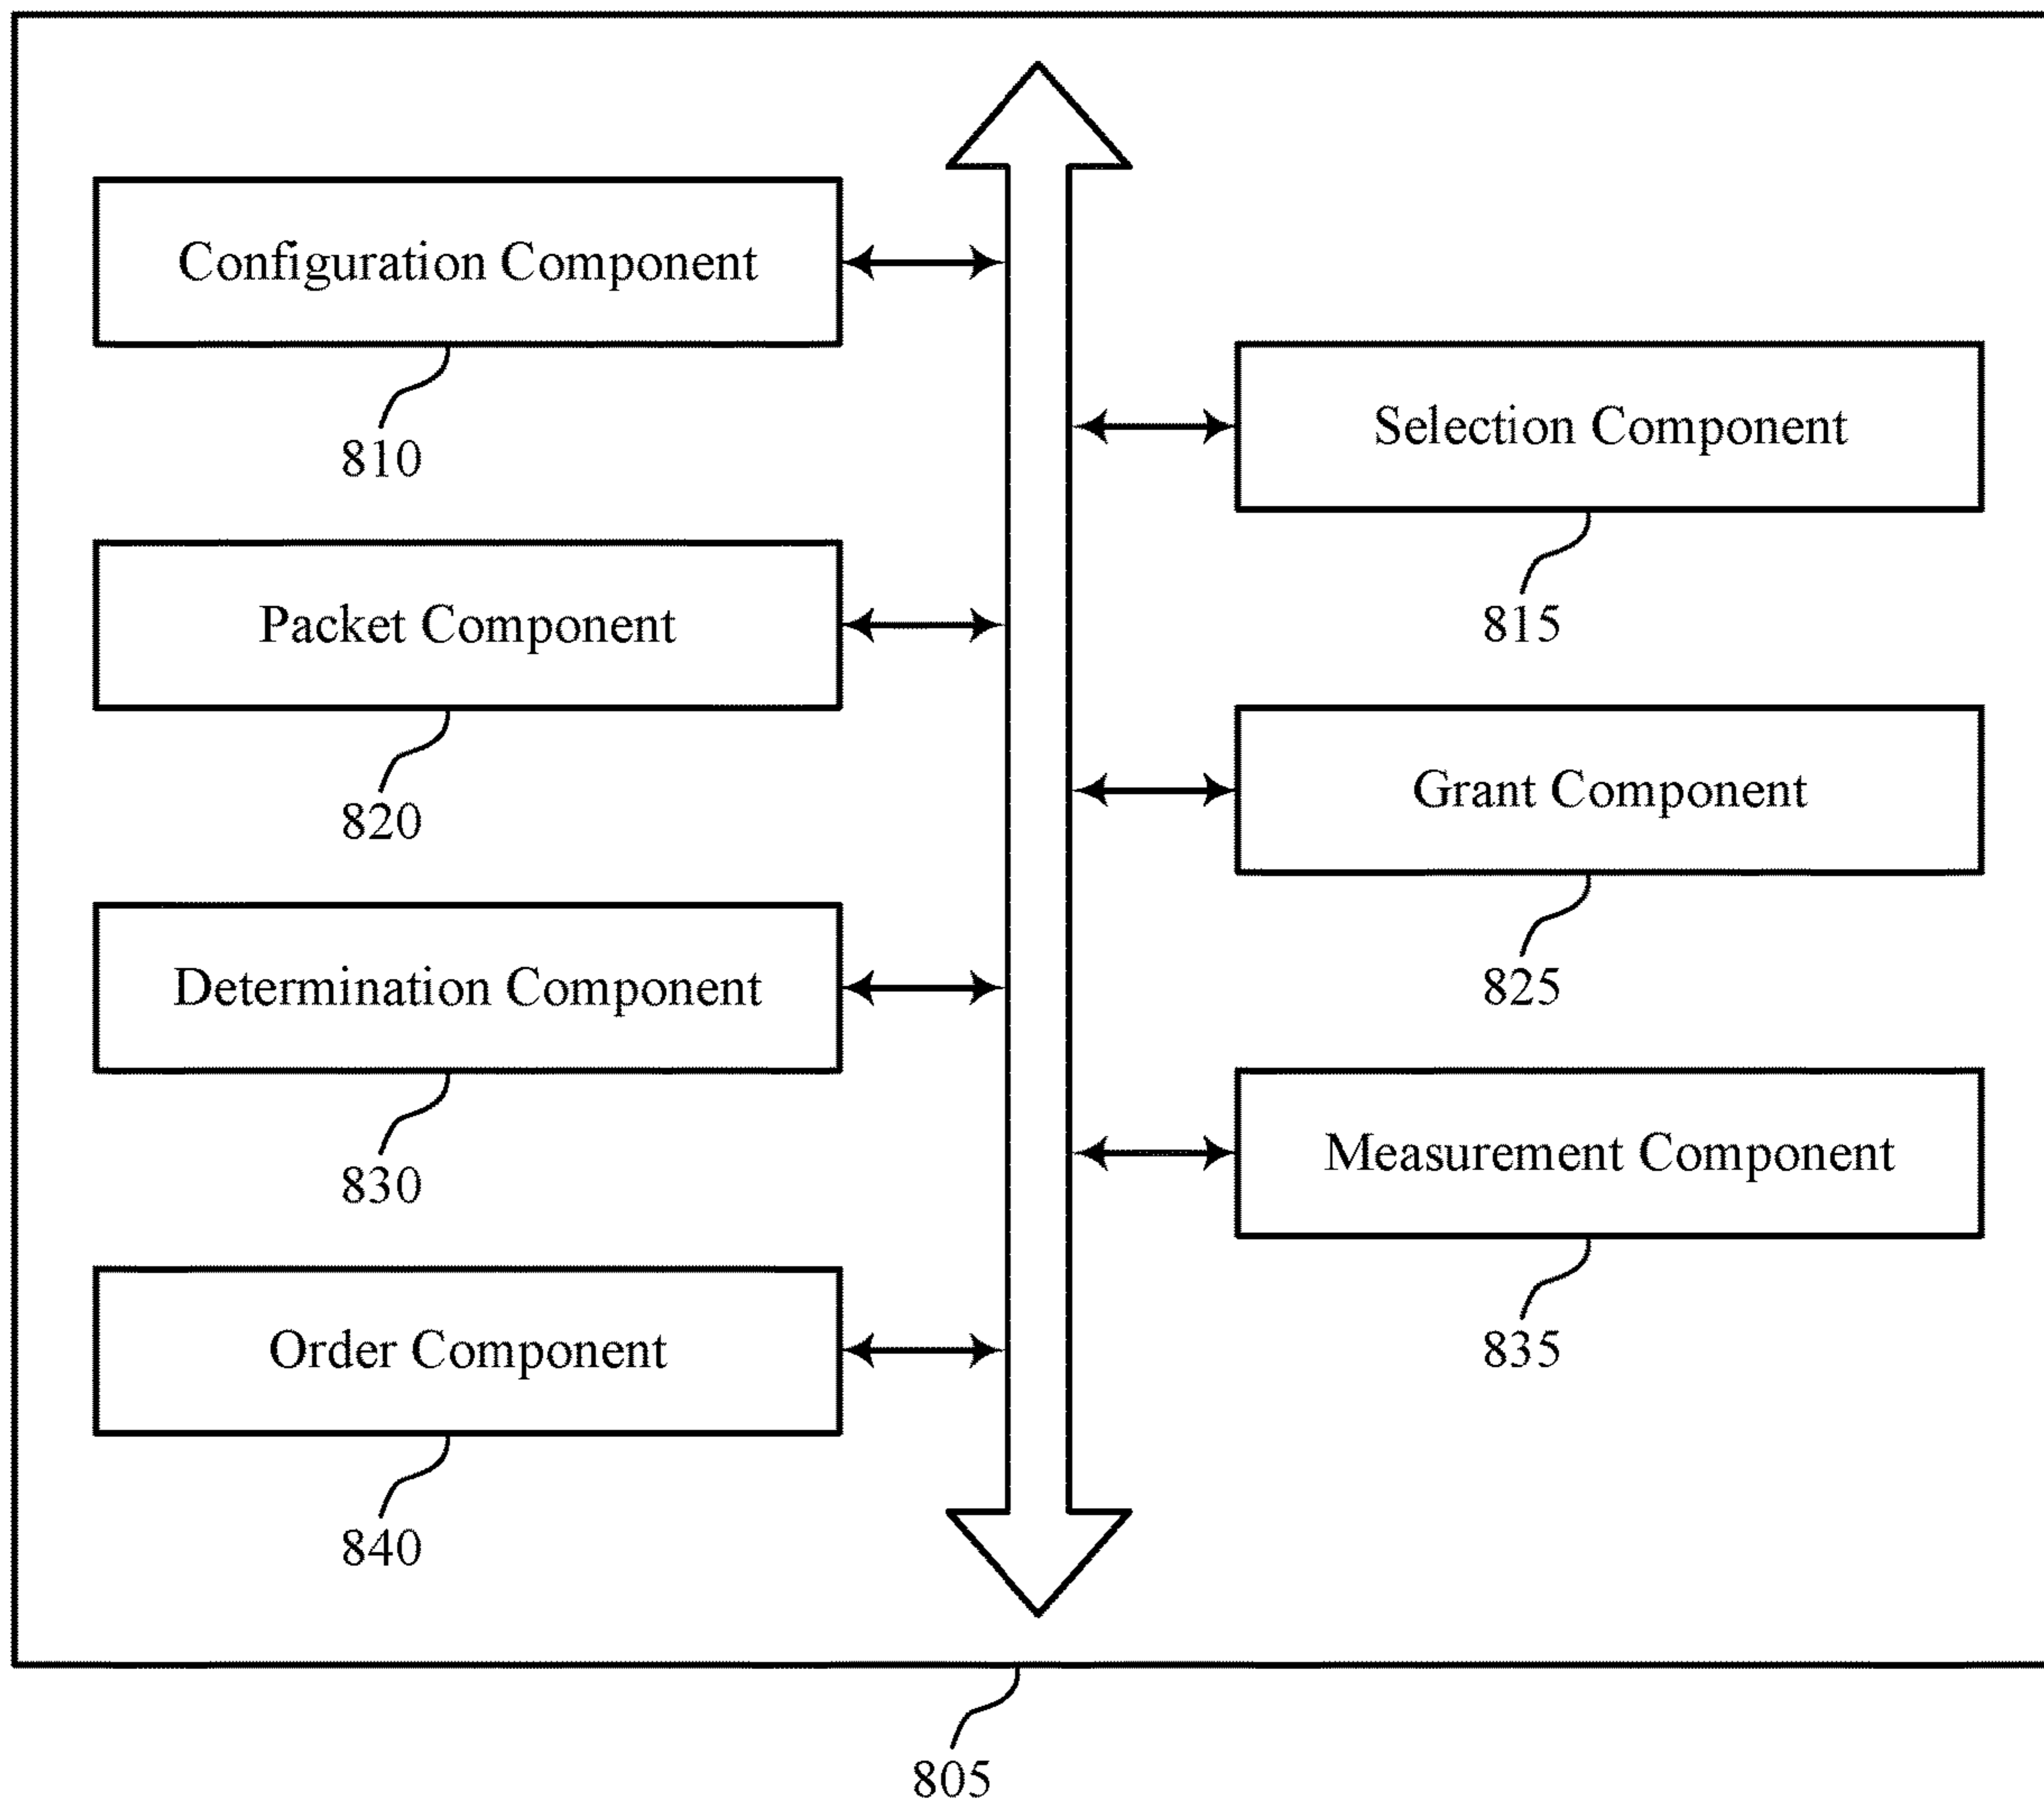 Configuration Component
810
Selection Component
815
Packet Component
820
Grant Component
825
Determination Component
830
Measurement Component
835
Order Component
840
805